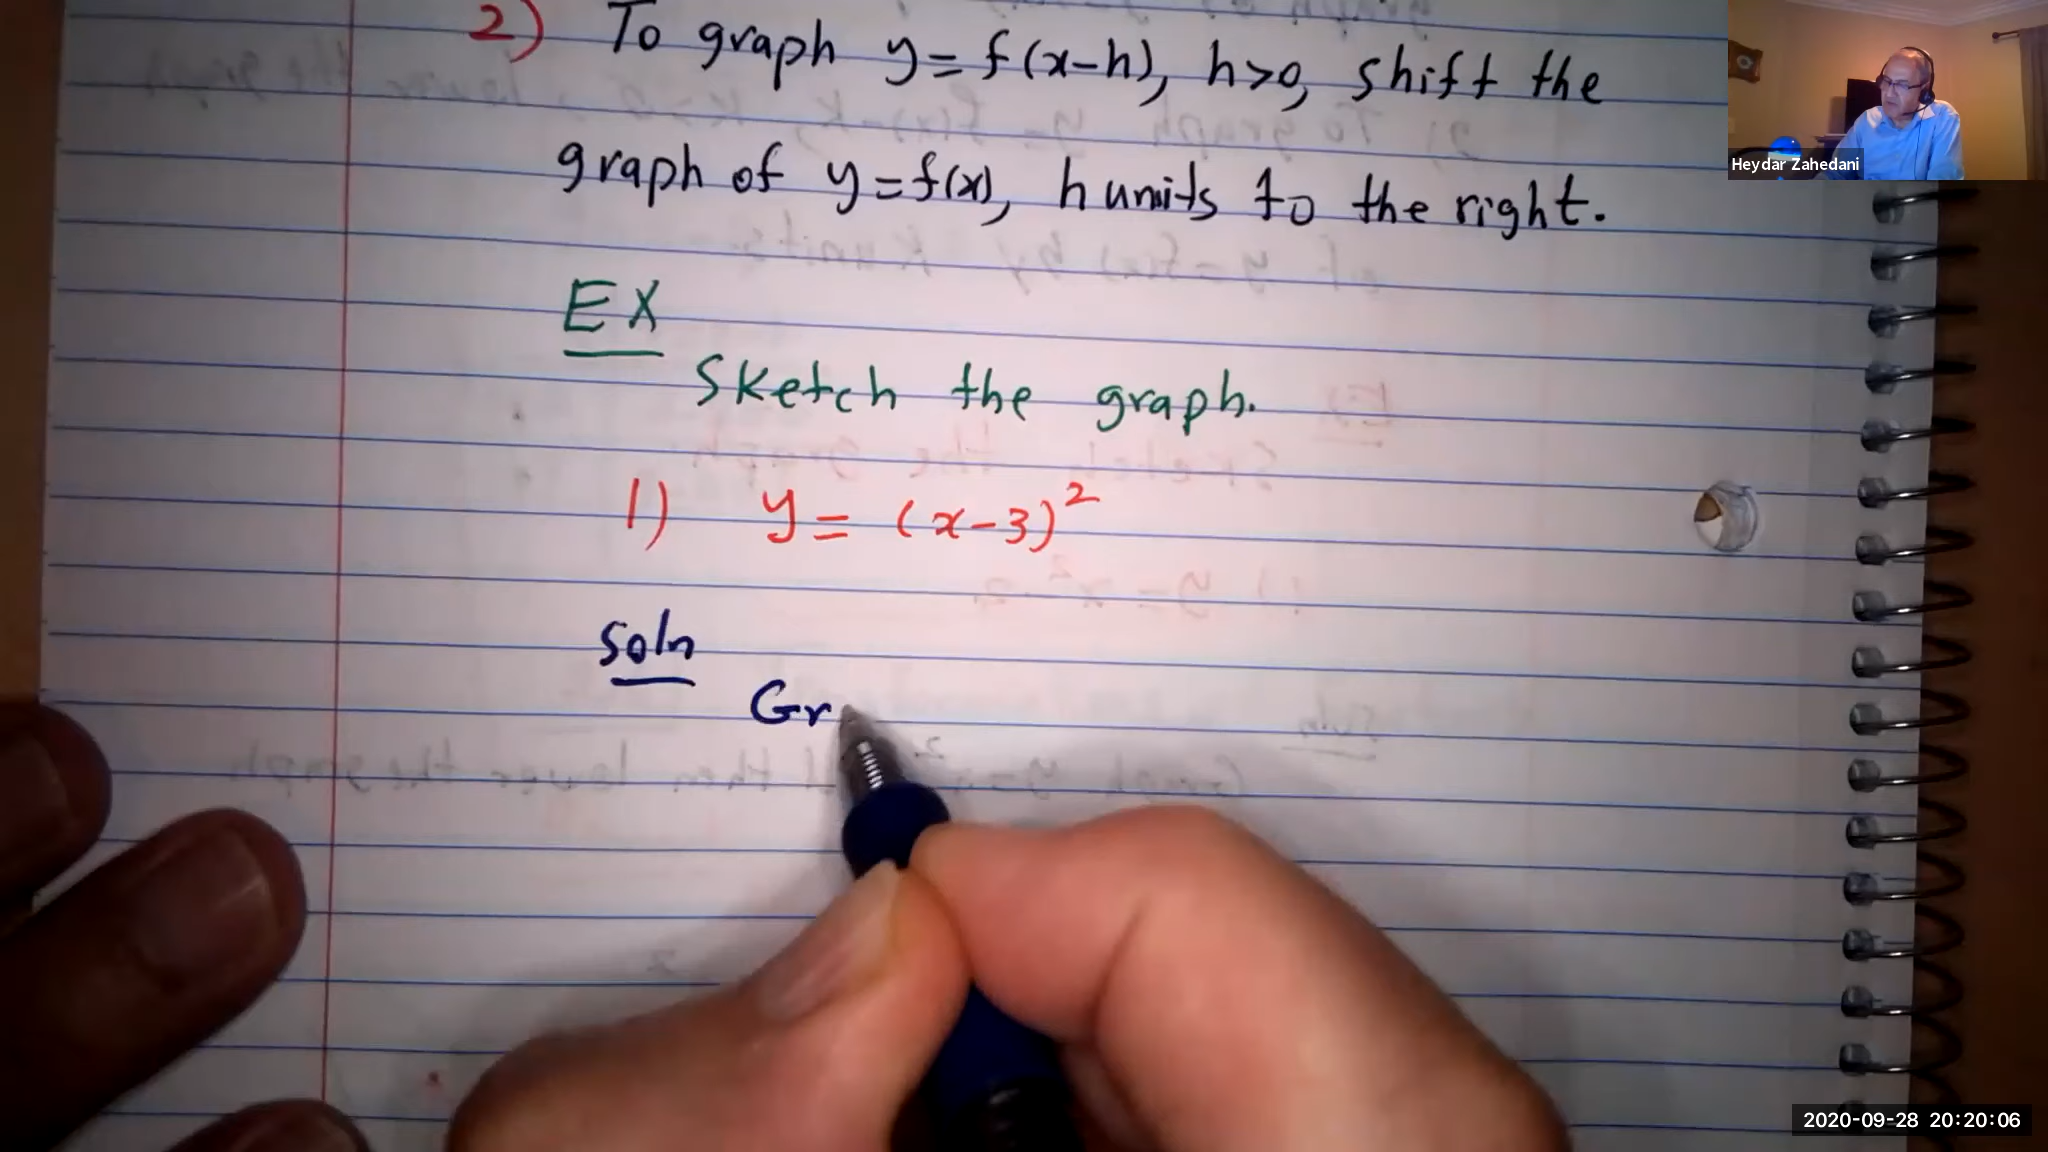 2) To graph y = f(x-h), h>0, shift the
graph of y=f(x), h units to the right.
EX
Sketch the graph.
1) y = (x-3)²
Soln
Gr
Heydar Zahedani
2020-09-28 20:20:06